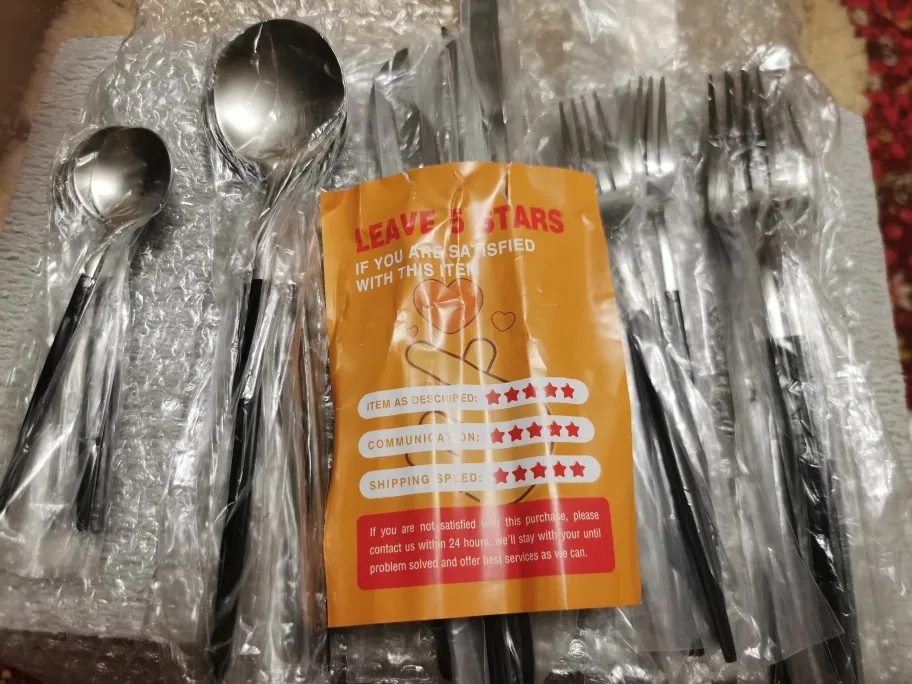 LEAVE 5 STARS
IF YOU ARE SATISFIED
WITH THIS ITEM
ITEM AS DESCRIPED:
COMMUNICATION:
SHIPPING SPEED:
If you are not satisfied with this purchase, please
contact us within 24 hours, we'll stay with your until
problem solved and offer best services as we can.